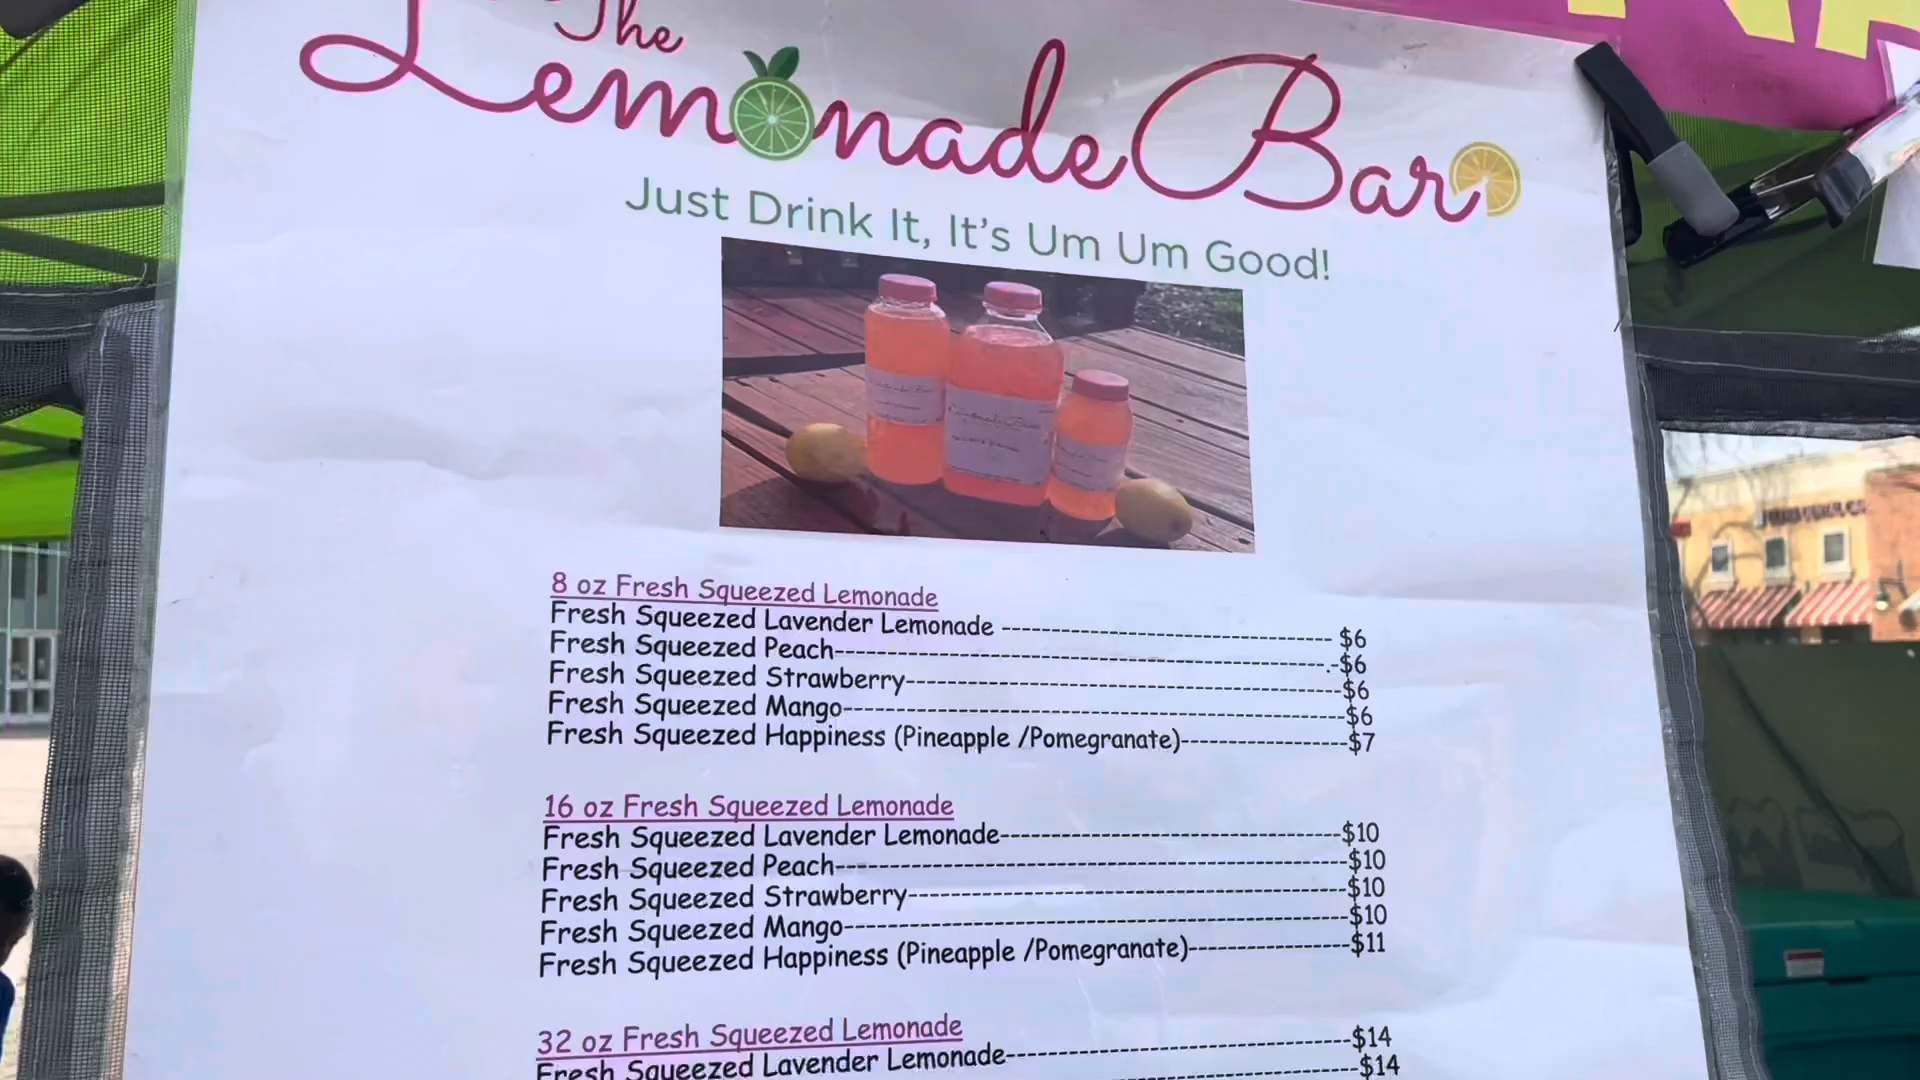 The
Lemonade Bar
Just Drink It, It's Um Um Good!
8 oz Fresh Squeezed Lemonade
Fresh Squeezed Lavender Lemonade ---------------------------------- $6
Fresh Squeezed Peach--------------------------------------------------.-$6
Fresh Squeezed Strawberry---------------------------------------------$6
Fresh Squeezed Mango----------------------------------------------------$6
Fresh Squeezed Happiness (Pineapple /Pomegranate)-----------------$7
16 oz Fresh Squeezed Lemonade
Fresh Squeezed Lavender Lemonade-----------------------------------$10
Fresh Squeezed Peach----------------------------------------------------$10
Fresh Squeezed Strawberry---------------------------------------------$10
Fresh Squeezed Mango---------------------------------------------------$10
Fresh Squeezed Happiness (Pineapple /Pomegranate)----------------$11
32 oz Fresh Squeezed Lemonade
Fresh Squeezed Lavender Lemonade-----------------------------------$14
$14